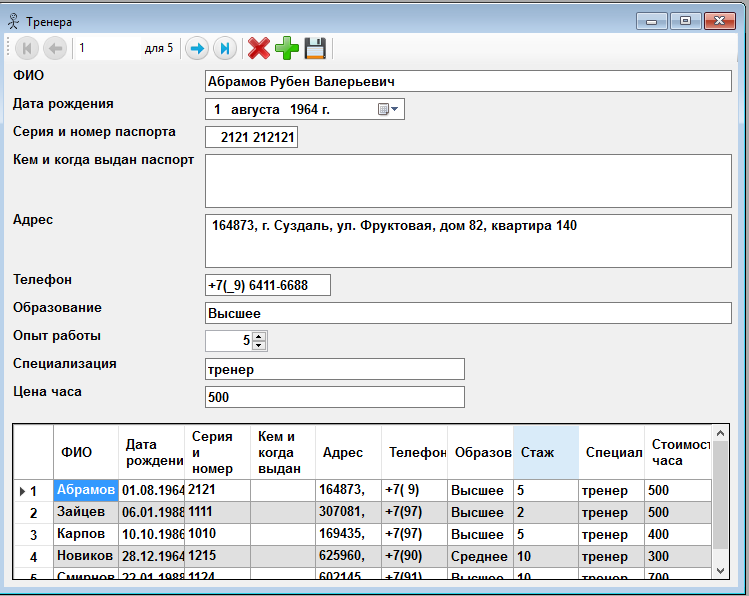 Тренера
1 для 5
ФИО Абрамов Рубен Валерьевич
Дата рождения 1 августа 1964 г.
Серия и номер паспорта 2121 212121
Кем и когда выдан паспорт
Адрес 164873, г. Суздаль, ул. Фруктовая, дом 82, квартира 140
Телефон +7(_9) 6411-6688
Образование Высшее
Опыт работы 5
Специализация тренер
Цена часа 500
ФИО Дата рождени Серия и номер Кем и когда выдан Адрес Телефон Образов Стаж Специал Стоимост часа
1 Абрамов 01.08.1964 2121 164873, +7( 9) Высшее 5 тренер 500
2 Зайцев 06.01.1988 1111 307081, +7(97) Высшее 2 тренер 500
3 Карпов 10.10.1986 1010 169435, +7(97) Высшее 5 тренер 400
4 Новиков 28.12.1964 1215 625960, +7(90) Среднее 10 тренер 300
5 Смирнов 22.01.1988 1124 602145, +7(91) Высшее 10 тренер 700